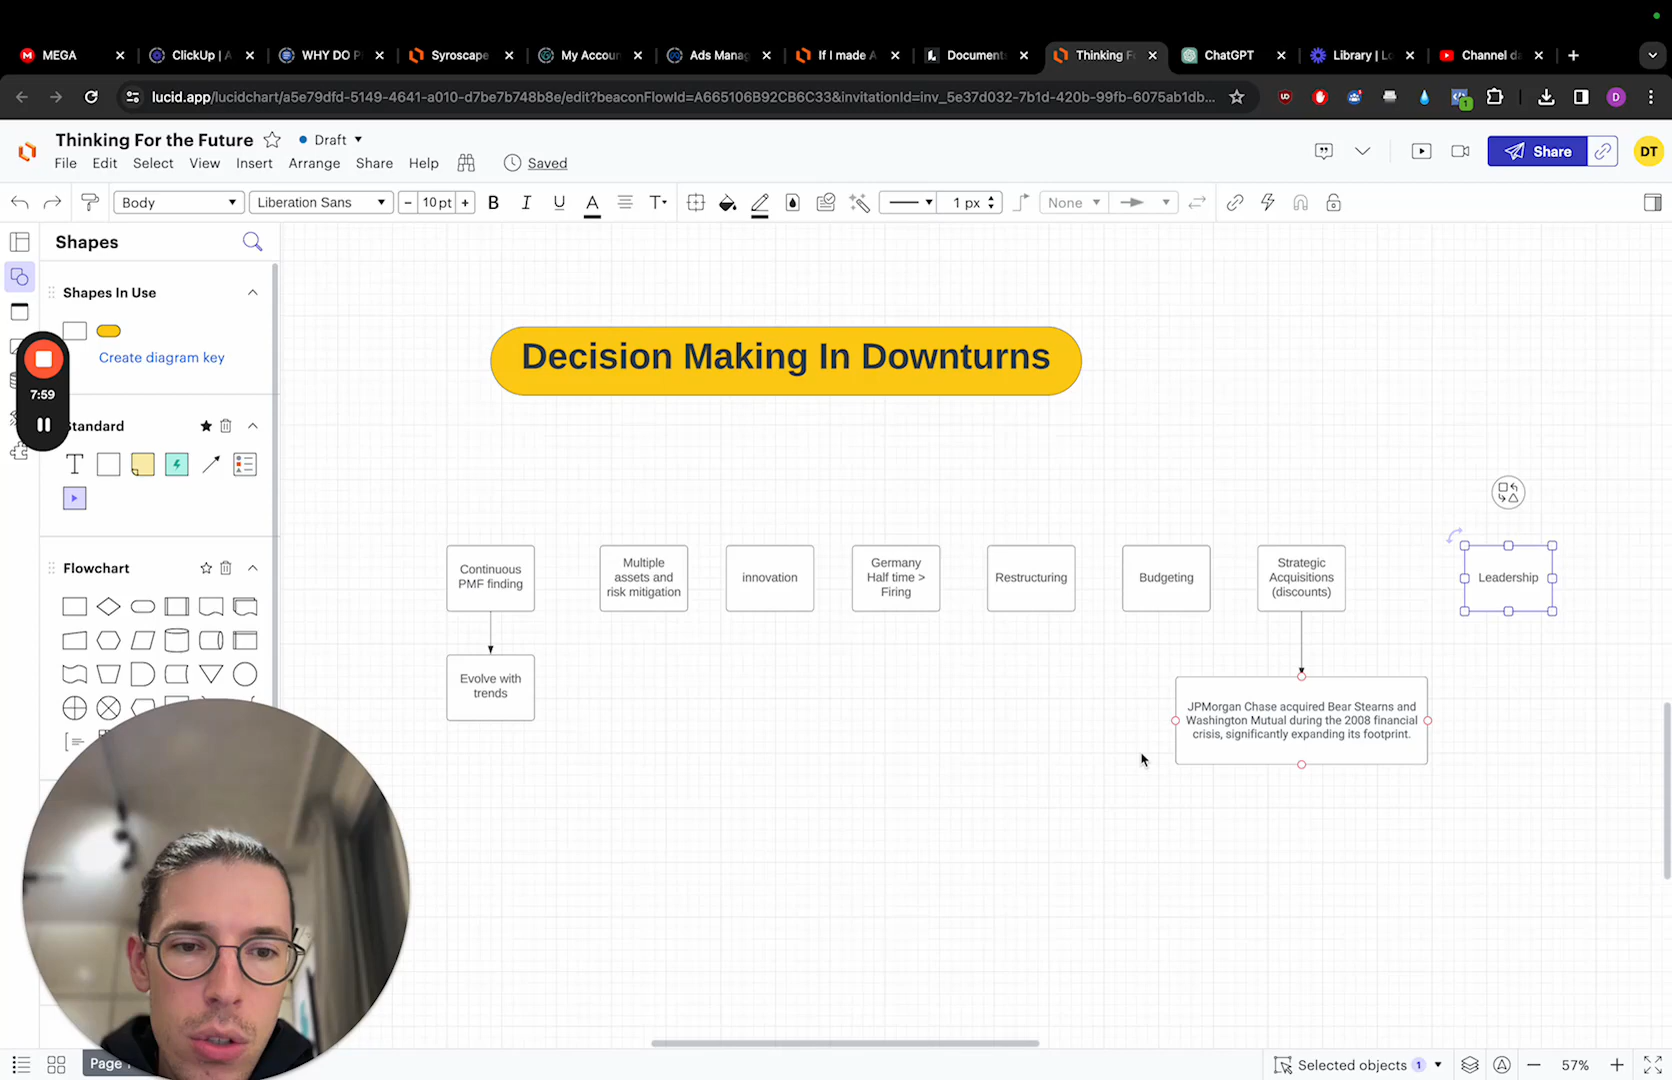 MEGA
ClickUp | A
WHY DO P
Syroscape
My Accoun
Ads Manag
If I made A
Document
Thinking F
ChatGPT
Library | Lo
Channel da
lucid.app/lucidchart/a5e79dfd-5149-4641-a010-d7be7b748b8e/edit?beaconFlowId=A665106B92CB6C33&invitationId=inv_5e37d032-7b1d-420b-99fb-6075ab1db...
1
D
Thinking For the Future
Draft
File Edit Select View Insert Arrange Share Help
Saved
Share
DT
Body
Liberation Sans
10 pt
B
I
U
A
T
1 px
None
Shapes
Shapes In Use
Create diagram key
7:59
Standard
T
Flowchart
Decision Making In Downturns
Continuous
PMF finding
Multiple
assets and
risk mitigation
innovation
Germany
Half time >
Firing
Restructuring
Budgeting
Strategic
Acquisitions
(discounts)
Leadership
Evolve with
trends
JPMorgan Chase acquired Bear Stearns and
Washington Mutual during the 2008 financial
crisis, significantly expanding its footprint.
Page
Selected objects 1
57%